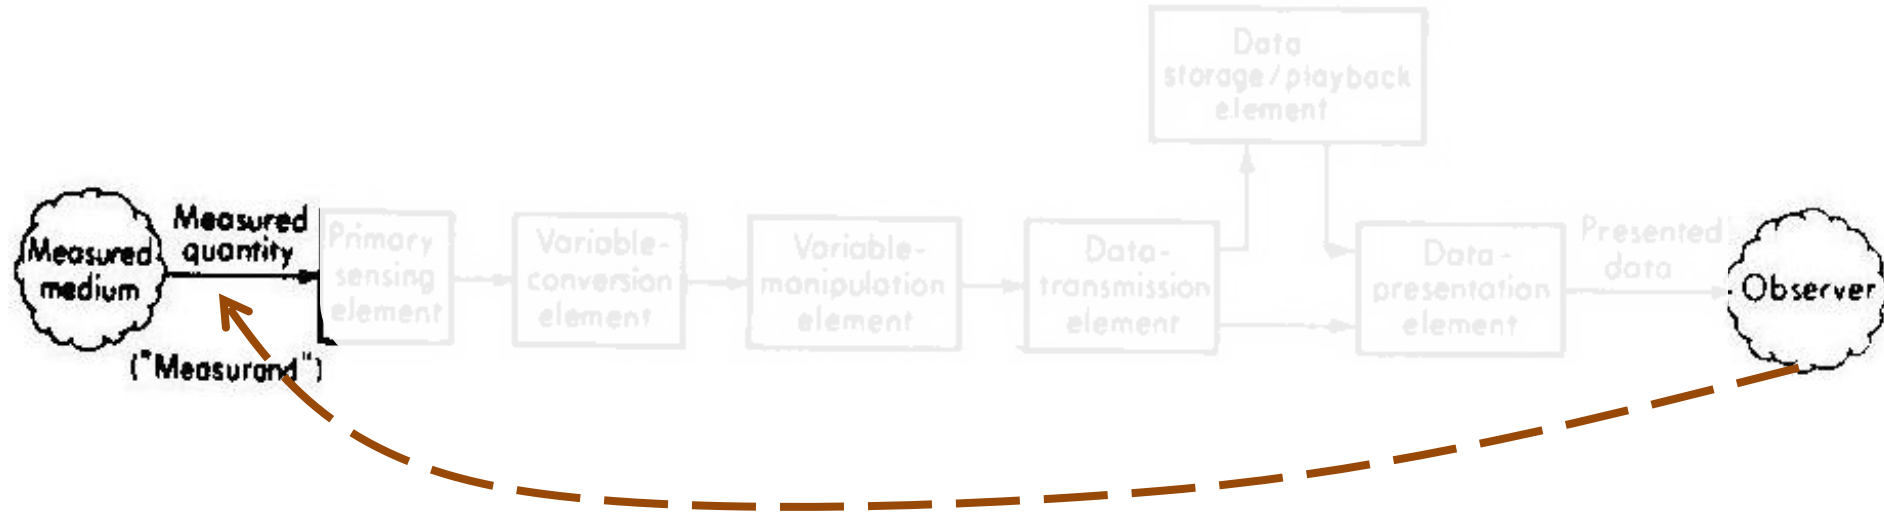 Data
storage/playback
element
Measured
medium
Measured
quantity
("Measurand")
Primary
sensing
element
Variable-
conversion
element
Variable-
manipulation
element
Data-
transmission
element
Data-
presentation
element
Presented
data
Observer